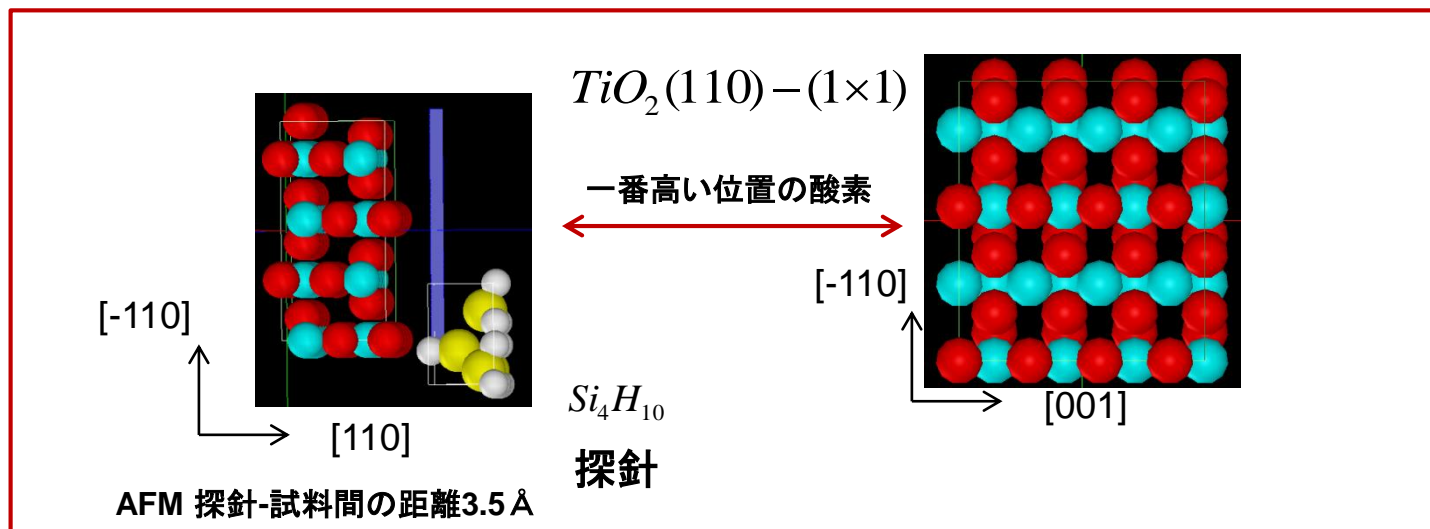 TiO₂(110)−(1×1)
一番高い位置の酸素
[-110]
[110]
[-110]
[001]
Si₄H₁₀
探針
AFM 探針-試料間の距離3.5Å